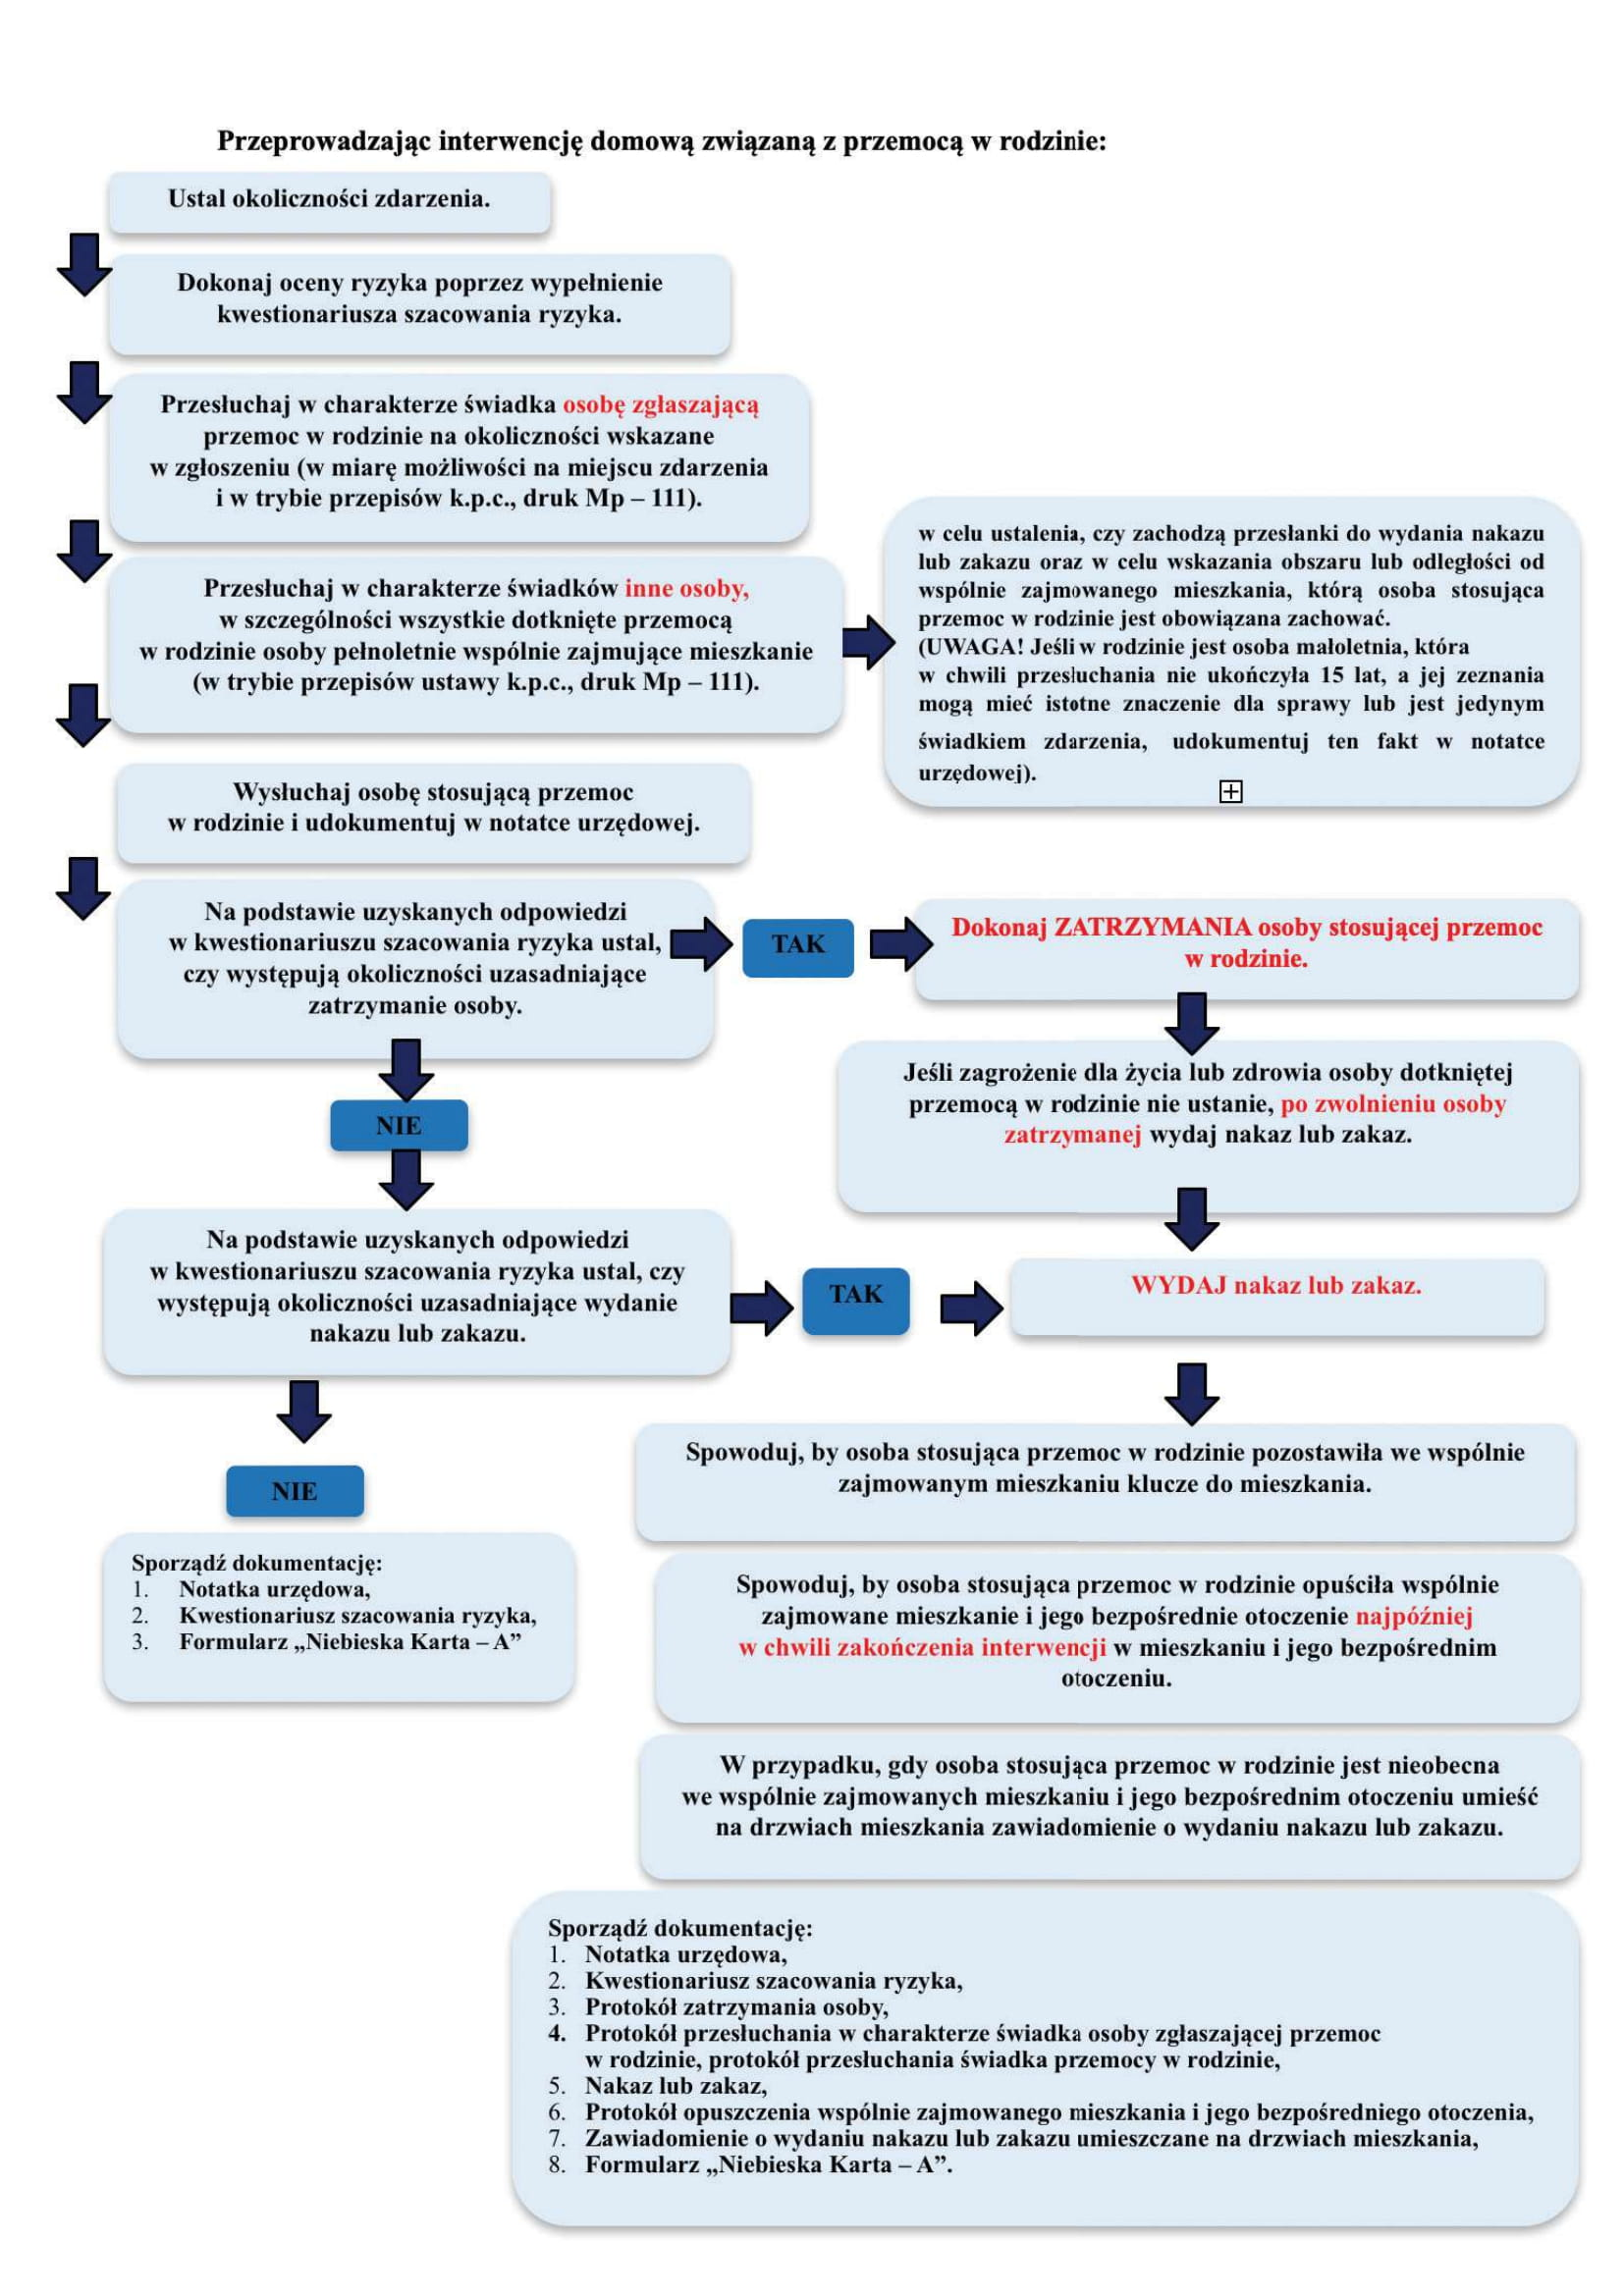 Przeprowadzając interwencję domową związaną z przemocą w rodzinie:
Ustal okoliczności zdarzenia.
Dokonaj oceny ryzyka poprzez wypełnienie
kwestionariusza szacowania ryzyka.
Przesłuchaj w charakterze świadka osobę zgłaszającą
przemoc w rodzinie na okoliczności wskazane
w zgłoszeniu (w miarę możliwości na miejscu zdarzenia
i w trybie przepisów k.p.c., druk Mp – 111).
Przesłuchaj w charakterze świadków inne osoby,
w szczególności wszystkie dotknięte przemocą
w rodzinie osoby pełnoletnie wspólnie zajmujące mieszkanie
(w trybie przepisów ustawy k.p.c., druk Mp – 111).
w celu ustalenia, czy zachodzą przesłanki do wydania nakazu
lub zakazu oraz w celu wskazania obszaru lub odległości od
wspólnie zajmowanego mieszkania, którą osoba stosująca
przemoc w rodzinie jest obowiązana zachować.
(UWAGA! Jeśli w rodzinie jest osoba małoletnia, która
w chwili przesłuchania nie ukończyła 15 lat, a jej zeznania
mogą mieć istotne znaczenie dla sprawy lub jest jedynym
świadkiem zdarzenia, udokumentuj ten fakt w notatce
urzędowej).
Wysłuchaj osobę stosującą przemoc
w rodzinie i udokumentuj w notatce urzędowej.
Na podstawie uzyskanych odpowiedzi
w kwestionariuszu szacowania ryzyka ustal,
czy występują okoliczności uzasadniające
zatrzymanie osoby.
TAK
Dokonaj ZATRZYMANIA osoby stosującej przemoc
w rodzinie.
Jeśli zagrożenie dla życia lub zdrowia osoby dotkniętej
przemocą w rodzinie nie ustanie, po zwolnieniu osoby
zatrzymanej wydaj nakaz lub zakaz.
NIE
Na podstawie uzyskanych odpowiedzi
w kwestionariuszu szacowania ryzyka ustal, czy
występują okoliczności uzasadniające wydanie
nakazu lub zakazu.
TAK
WYDAJ nakaz lub zakaz.
NIE
Sporządź dokumentację:
1. Notatka urzędowa,
2. Kwestionariusz szacowania ryzyka,
3. Formularz „Niebieska Karta – A”
Spowoduj, by osoba stosująca przemoc w rodzinie pozostawiła we wspólnie
zajmowanym mieszkaniu klucze do mieszkania.
Spowoduj, by osoba stosująca przemoc w rodzinie opuściła wspólnie
zajmowane mieszkanie i jego bezpośrednie otoczenie najpóźniej
w chwili zakończenia interwencji w mieszkaniu i jego bezpośrednim
otoczeniu.
W przypadku, gdy osoba stosująca przemoc w rodzinie jest nieobecna
we wspólnie zajmowanych mieszkaniu i jego bezpośrednim otoczeniu umieść
na drzwiach mieszkania zawiadomienie o wydaniu nakazu lub zakazu.
Sporządź dokumentację:
1. Notatka urzędowa,
2. Kwestionariusz szacowania ryzyka,
3. Protokół zatrzymania osoby,
4. Protokół przesłuchania w charakterze świadka osoby zgłaszającej przemoc
w rodzinie, protokół przesłuchania świadka przemocy w rodzinie,
5. Nakaz lub zakaz,
6. Protokół opuszczenia wspólnie zajmowanego mieszkania i jego bezpośredniego otoczenia,
7. Zawiadomienie o wydaniu nakazu lub zakazu umieszczane na drzwiach mieszkania,
8. Formularz „Niebieska Karta – A”.